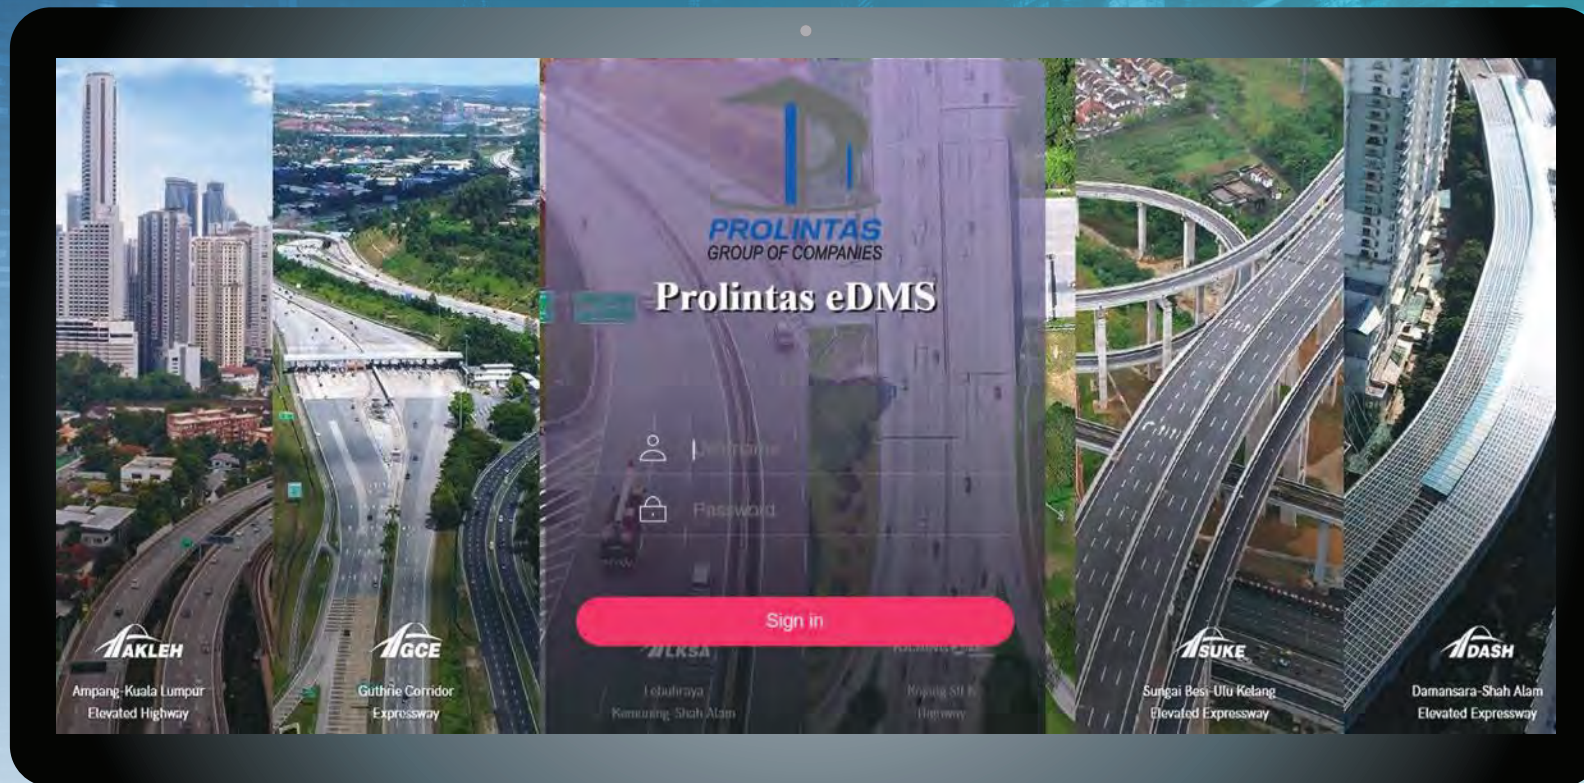 PROLINTAS
GROUP OF COMPANIES
Prolintas eDMS
Username
Password
Sign in
AKLEH
Ampang-Kuala Lumpur
Elevated Highway
GCE
Guthrie Corridor
Expressway
LKSA
Lebuhraya
Kemuning-Shah Alam
Highway
SUKE
Sungai Besi-Ulu Kelang
Elevated Expressway
DASH
Damansara-Shah Alam
Elevated Expressway